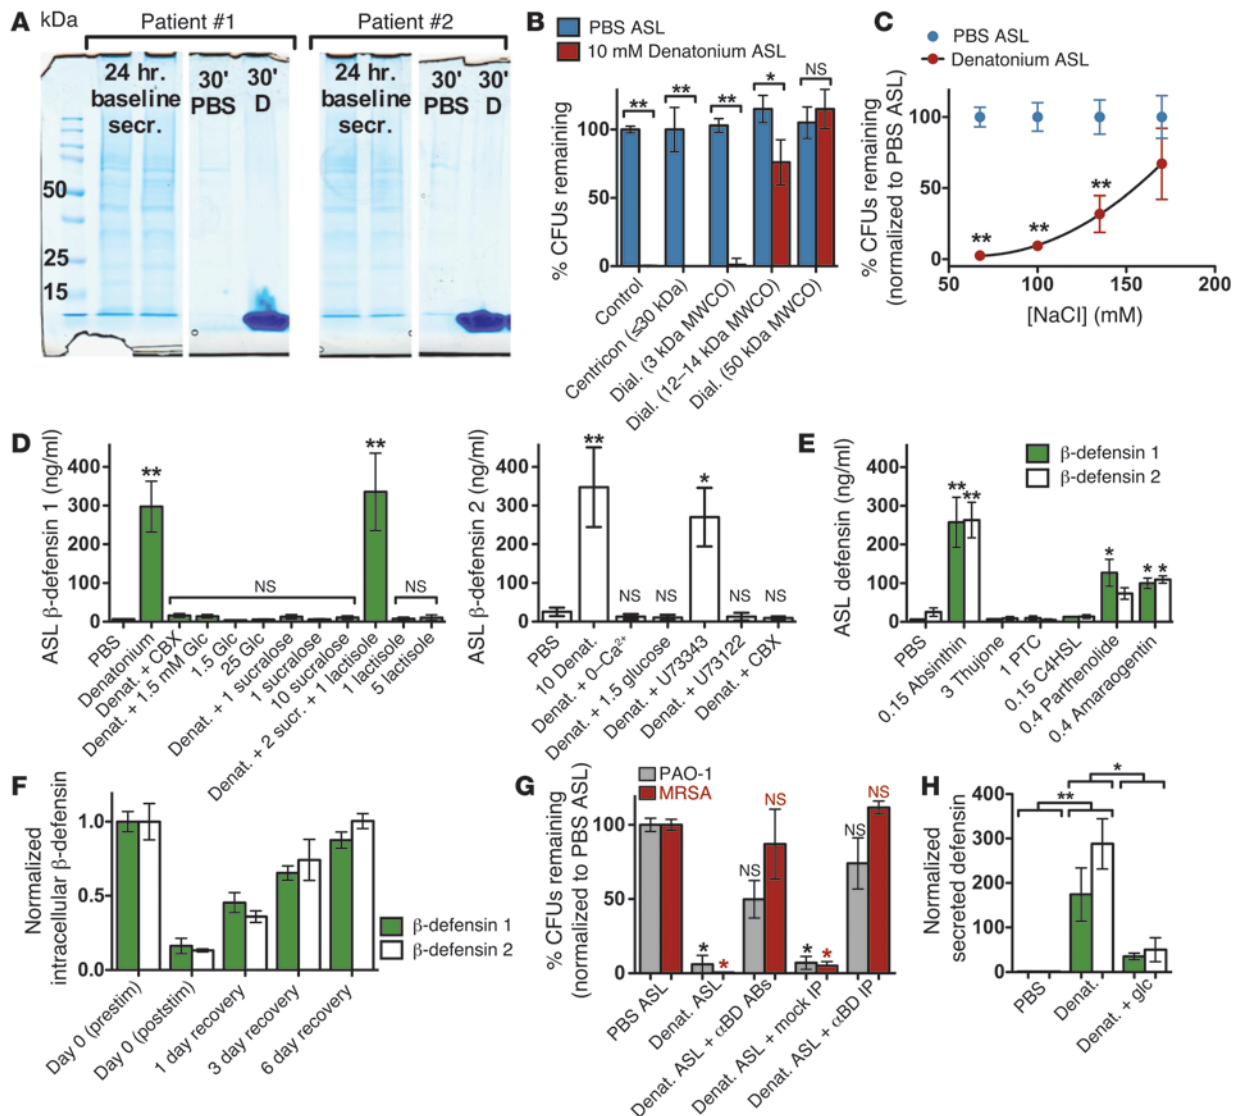 A
kDa
Patient #1
Patient #2
24 hr.
baseline
secr.
30'
PBS
30'
D
24 hr.
baseline
secr.
30'
PBS
30'
D
50
25
15
B
PBS ASL
10 mM Denatonium ASL
% CFUs remaining
100
50
0
**
**
**
*
NS
Control
Centricon (≤30 kDa)
Dial. (3 kDa MWCO)
Dial. (12–14 kDa MWCO)
Dial. (50 kDa MWCO)
C
PBS ASL
Denatonium ASL
% CFUs remaining
(normalized to PBS ASL)
100
50
0
**
**
**
50
100
150
200
[NaCl] (mM)
D
ASL β-defensin 1 (ng/ml)
400
300
200
100
0
**
NS
**
NS
PBS
Denatonium
Denat. + CBX
Denat. + 1.5 mM Glc
1.5 Glc
25 Glc
Denat. + 1 sucralose
1 sucralose
10 sucralose
Denat. + 2 sucr. + 1 lactisole
1 lactisole
5 lactisole
ASL β-defensin 2 (ng/ml)
400
300
200
100
0
**
NS
NS
*
NS
NS
PBS
10 Denat.
Denat. + 0–Ca²⁺
Denat. + 1.5 glucose
Denat. + U73343
Denat. + U73122
Denat. + CBX
E
β-defensin 1
β-defensin 2
ASL defensin (ng/ml)
400
300
200
100
0
**
**
*
*
*
PBS
0.15 Absinthin
3 Thujone
1 PTC
0.15 C4HSL
0.4 Parthenolide
0.4 Amaraogentin
F
Normalized
intracellular β-defensin
1.0
0.5
0.0
β-defensin 1
β-defensin 2
Day 0 (prestim)
Day 0 (poststim)
1 day recovery
3 day recovery
6 day recovery
G
PAO-1
MRSA
% CFUs remaining
(normalized to PBS ASL)
100
50
0
*
*
NS
NS
*
*
NS
NS
PBS ASL
Denat. ASL
Denat. ASL + αBD ABs
Denat. ASL + mock IP
Denat. ASL + αBD IP
H
Normalized
secreted defensin
400
300
200
100
0
**
*
PBS
Denat.
Denat. + glc